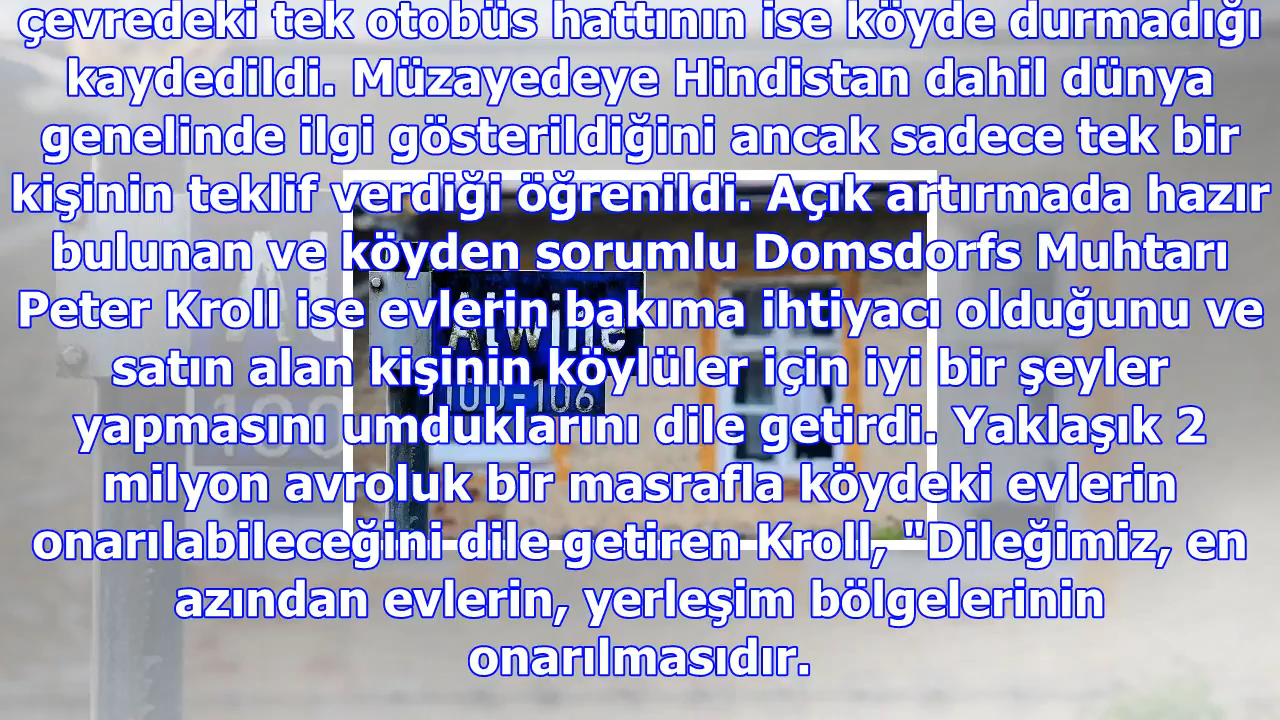 çevredeki tek otobüs hattının ise köyde durmadığı
kaydedildi. Müzayedeye Hindistan dahil dünya
genelinde ilgi gösterildiğini ancak sadece tek bir
kişinin teklif verdiği öğrenildi. Açık artırmada hazır
bulunan ve köyden sorumlu Domsdorfs Muhtarı
Peter Kroll ise evlerin bakıma ihtiyacı olduğunu ve
satın alan kişinin köylüler için iyi bir şeyler
yapmasını umduklarını dile getirdi. Yaklaşık 2
milyon avroluk bir masrafla köydeki evlerin
onarılabileceğini dile getiren Kroll, "Dileğimiz, en
azından evlerin, yerleşim bölgelerinin
onarılmasıdır.
Alwine
100-106